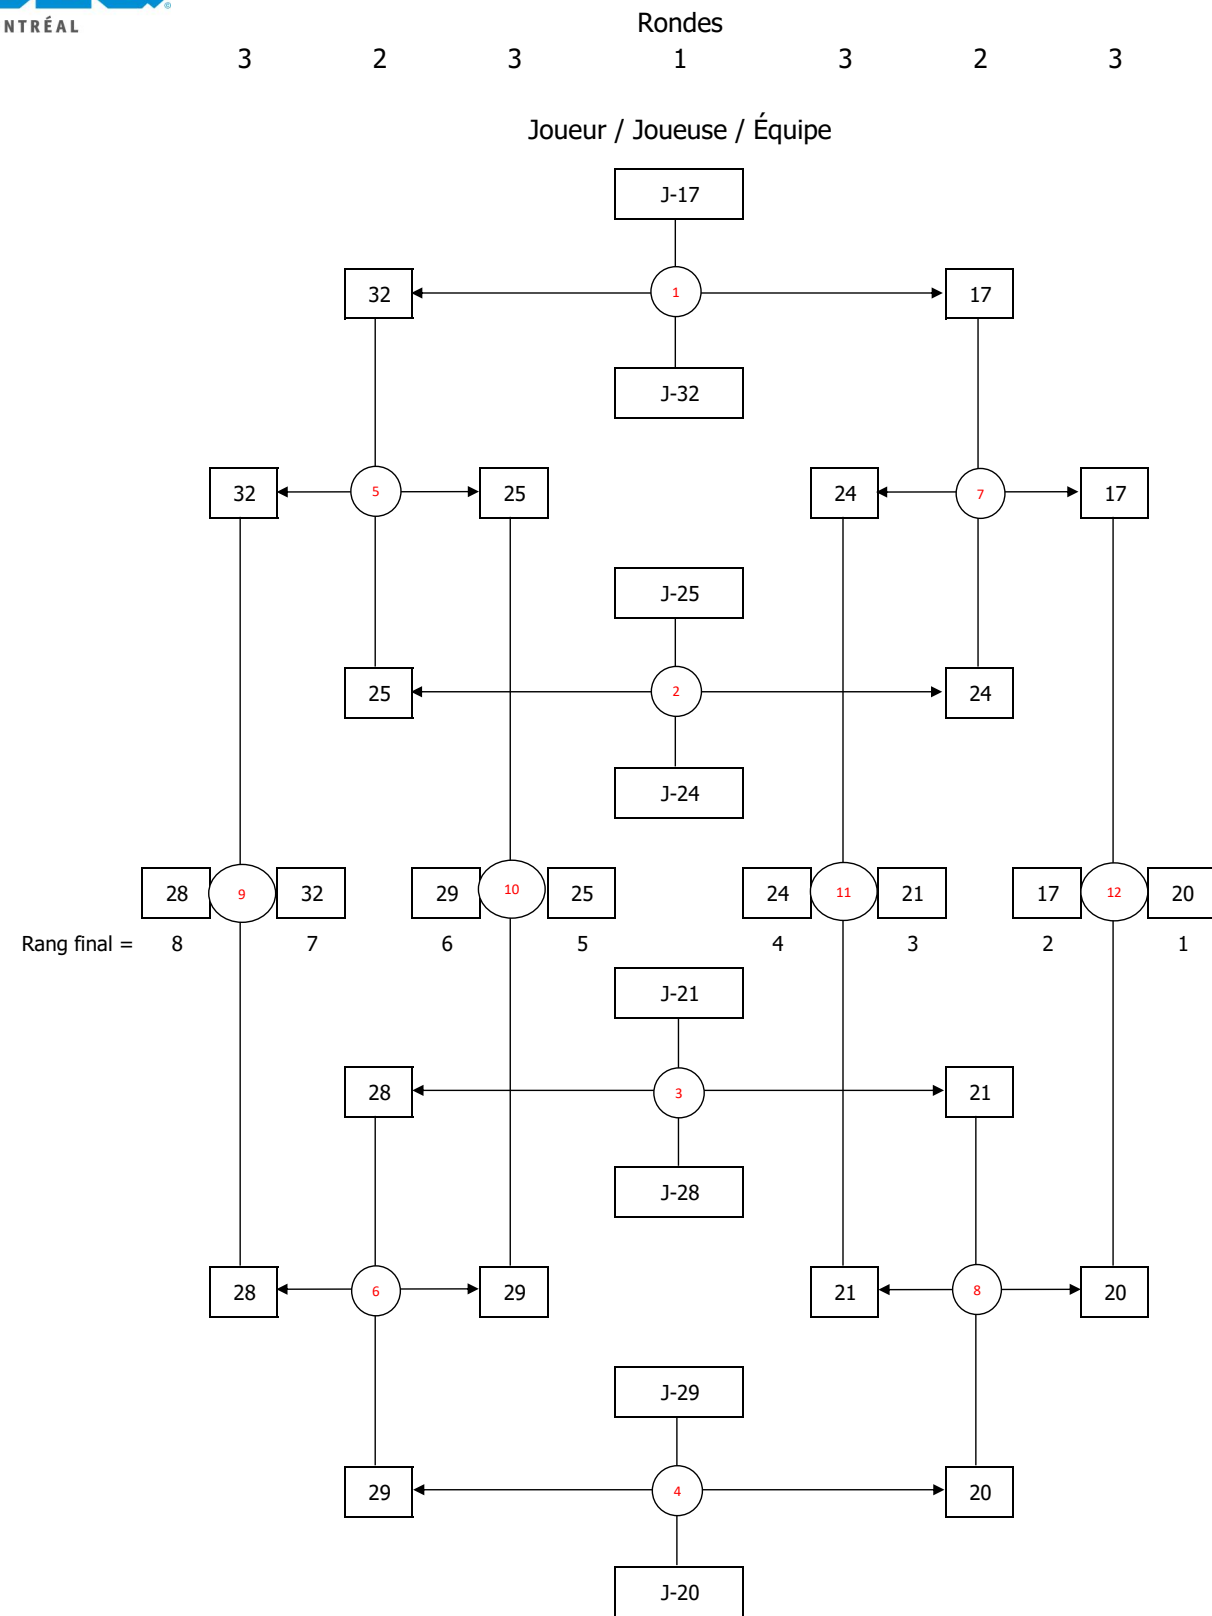 NTRÉAL
Rondes
3 2 3 1 3 2 3
Joueur / Joueuse / Équipe
J-17
32 1 17
J-32
32 5 25 24 7 17
J-25
25 2 24
J-24
28 9 32 29 10 25 24 11 21 17 12 20
Rang final = 8 7 6 5 4 3 2 1
J-21
28 3 21
J-28
28 6 29 21 8 20
J-29
29 4 20
J-20